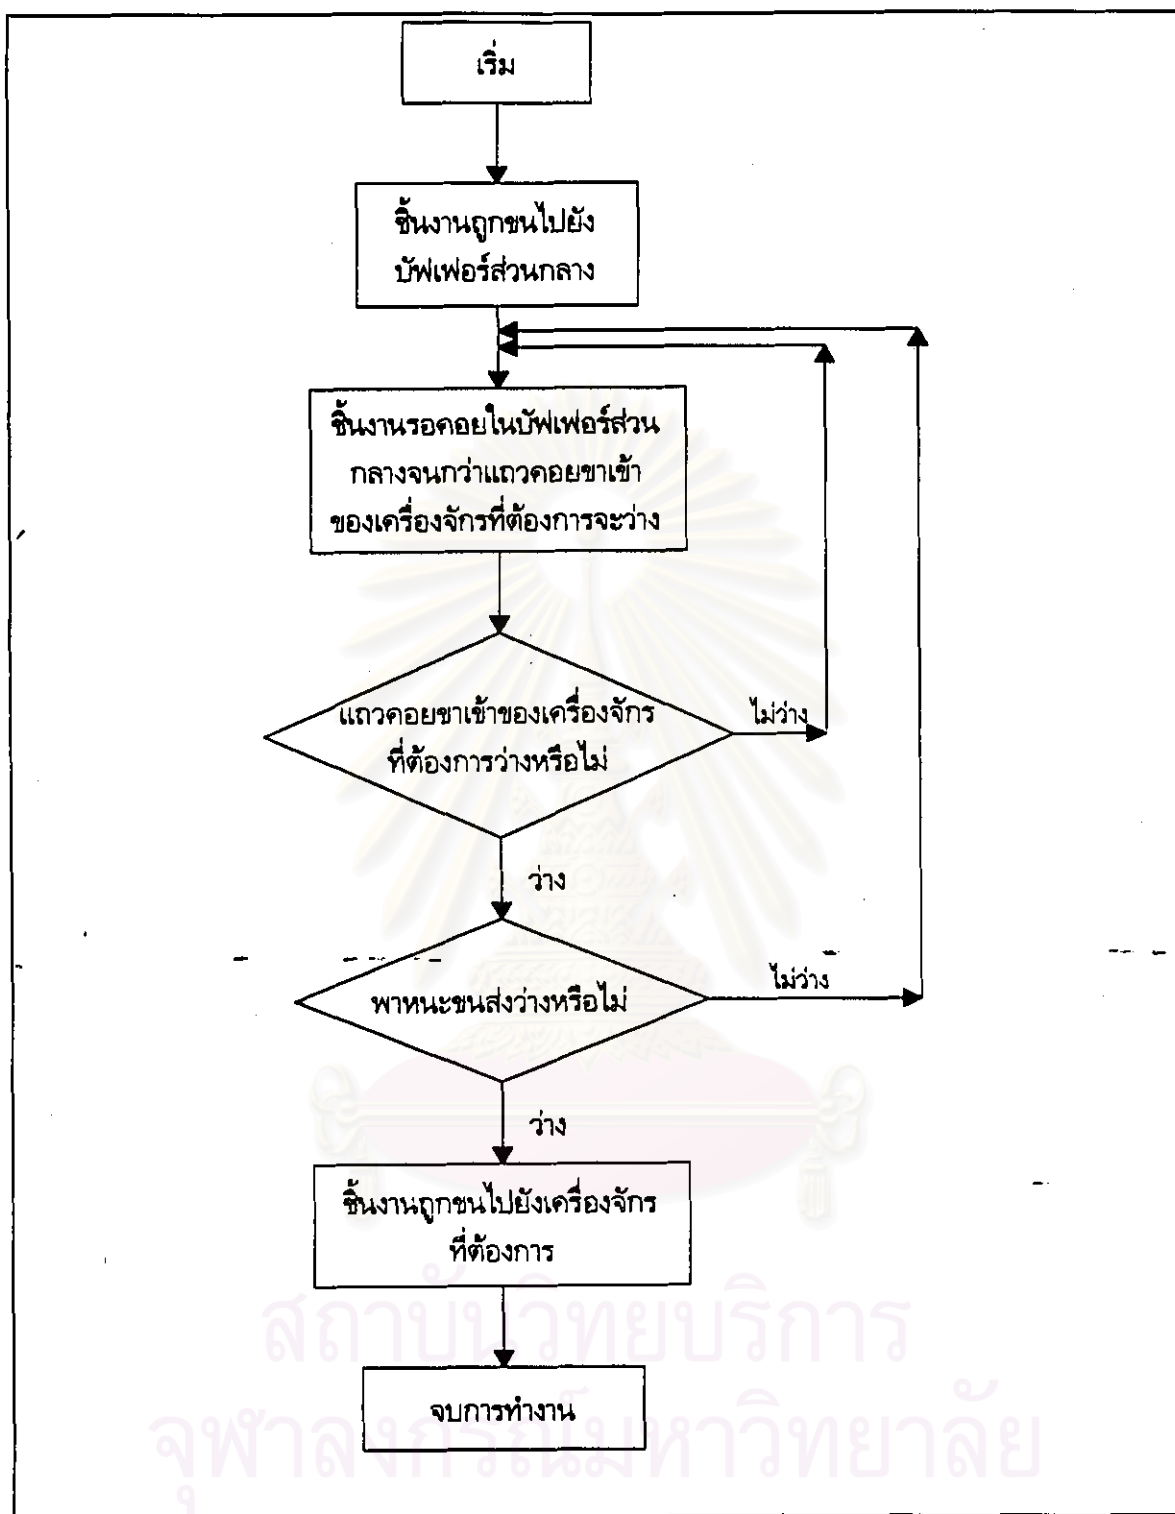 เริ่ม
ชิ้นงานถูกขนไปยัง
บัฟเฟอร์ส่วนกลาง
ชิ้นงานรอคอยในบัฟเฟอร์ส่วน
กลางจนกว่าแถวคอยขาเข้า
ของเครื่องจักรที่ต้องการจะว่าง
แถวคอยขาเข้าของเครื่องจักร
ที่ต้องการว่างหรือไม่
ไม่ว่าง
ว่าง
พาหนะขนส่งว่างหรือไม่
ไม่ว่าง
ว่าง
ชิ้นงานถูกขนไปยังเครื่องจักร
ที่ต้องการ
สถาบันวิทยบริการ
จบการทำงาน
จุฬาลงกรณ์มหาวิทยาลัย